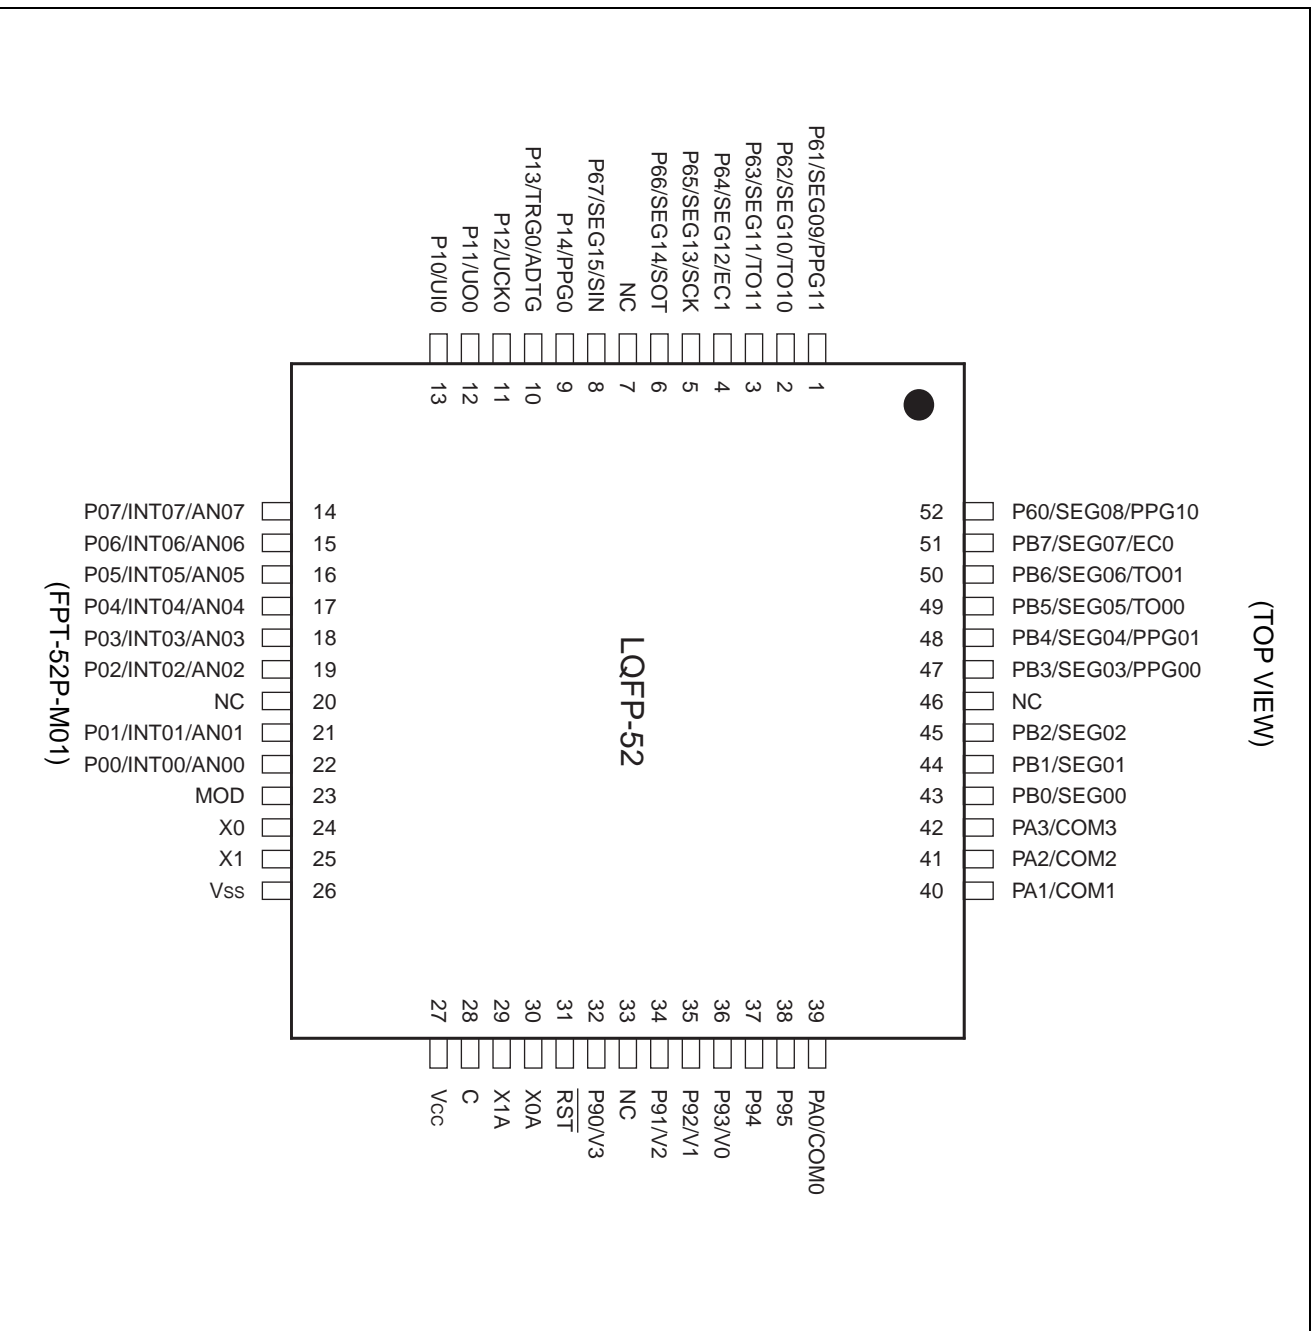 (TOP VIEW)
P61/SEG09/PPG11
P62/SEG10/TO10
P63/SEG11/TO11
P64/SEG12/EC1
P65/SEG13/SCK
P66/SEG14/SOT
NC
P67/SEG15/SIN
P14/PPG0
P13/TRG0/ADTG
P12/UCK0
P11/UO0
P10/UI0
1
2
3
4
5
6
7
8
9
10
11
12
13
P07/INT07/AN07 14
P06/INT06/AN06 15
P05/INT05/AN05 16
P04/INT04/AN04 17
P03/INT03/AN03 18
P02/INT02/AN02 19
NC 20
P01/INT01/AN01 21
P00/INT00/AN00 22
MOD 23
X0 24
X1 25
Vss 26
LQFP-52
52 P60/SEG08/PPG10
51 PB7/SEG07/EC0
50 PB6/SEG06/TO01
49 PB5/SEG05/TO00
48 PB4/SEG04/PPG01
47 PB3/SEG03/PPG00
46 NC
45 PB2/SEG02
44 PB1/SEG01
43 PB0/SEG00
42 PA3/COM3
41 PA2/COM2
40 PA1/COM1
39
38
37
36
35
34
33
32
31
30
29
28
27
PA0/COM0
P95
P94
P93/V0
P92/V1
P91/V2
NC
P90/V3
RST
X0A
X1A
C
Vcc
(FPT-52P-M01)